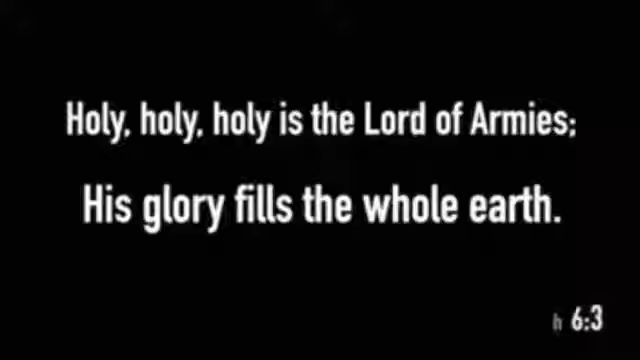 Holy, holy, holy is the Lord of Armies;
His glory fills the whole earth.
h 6:3